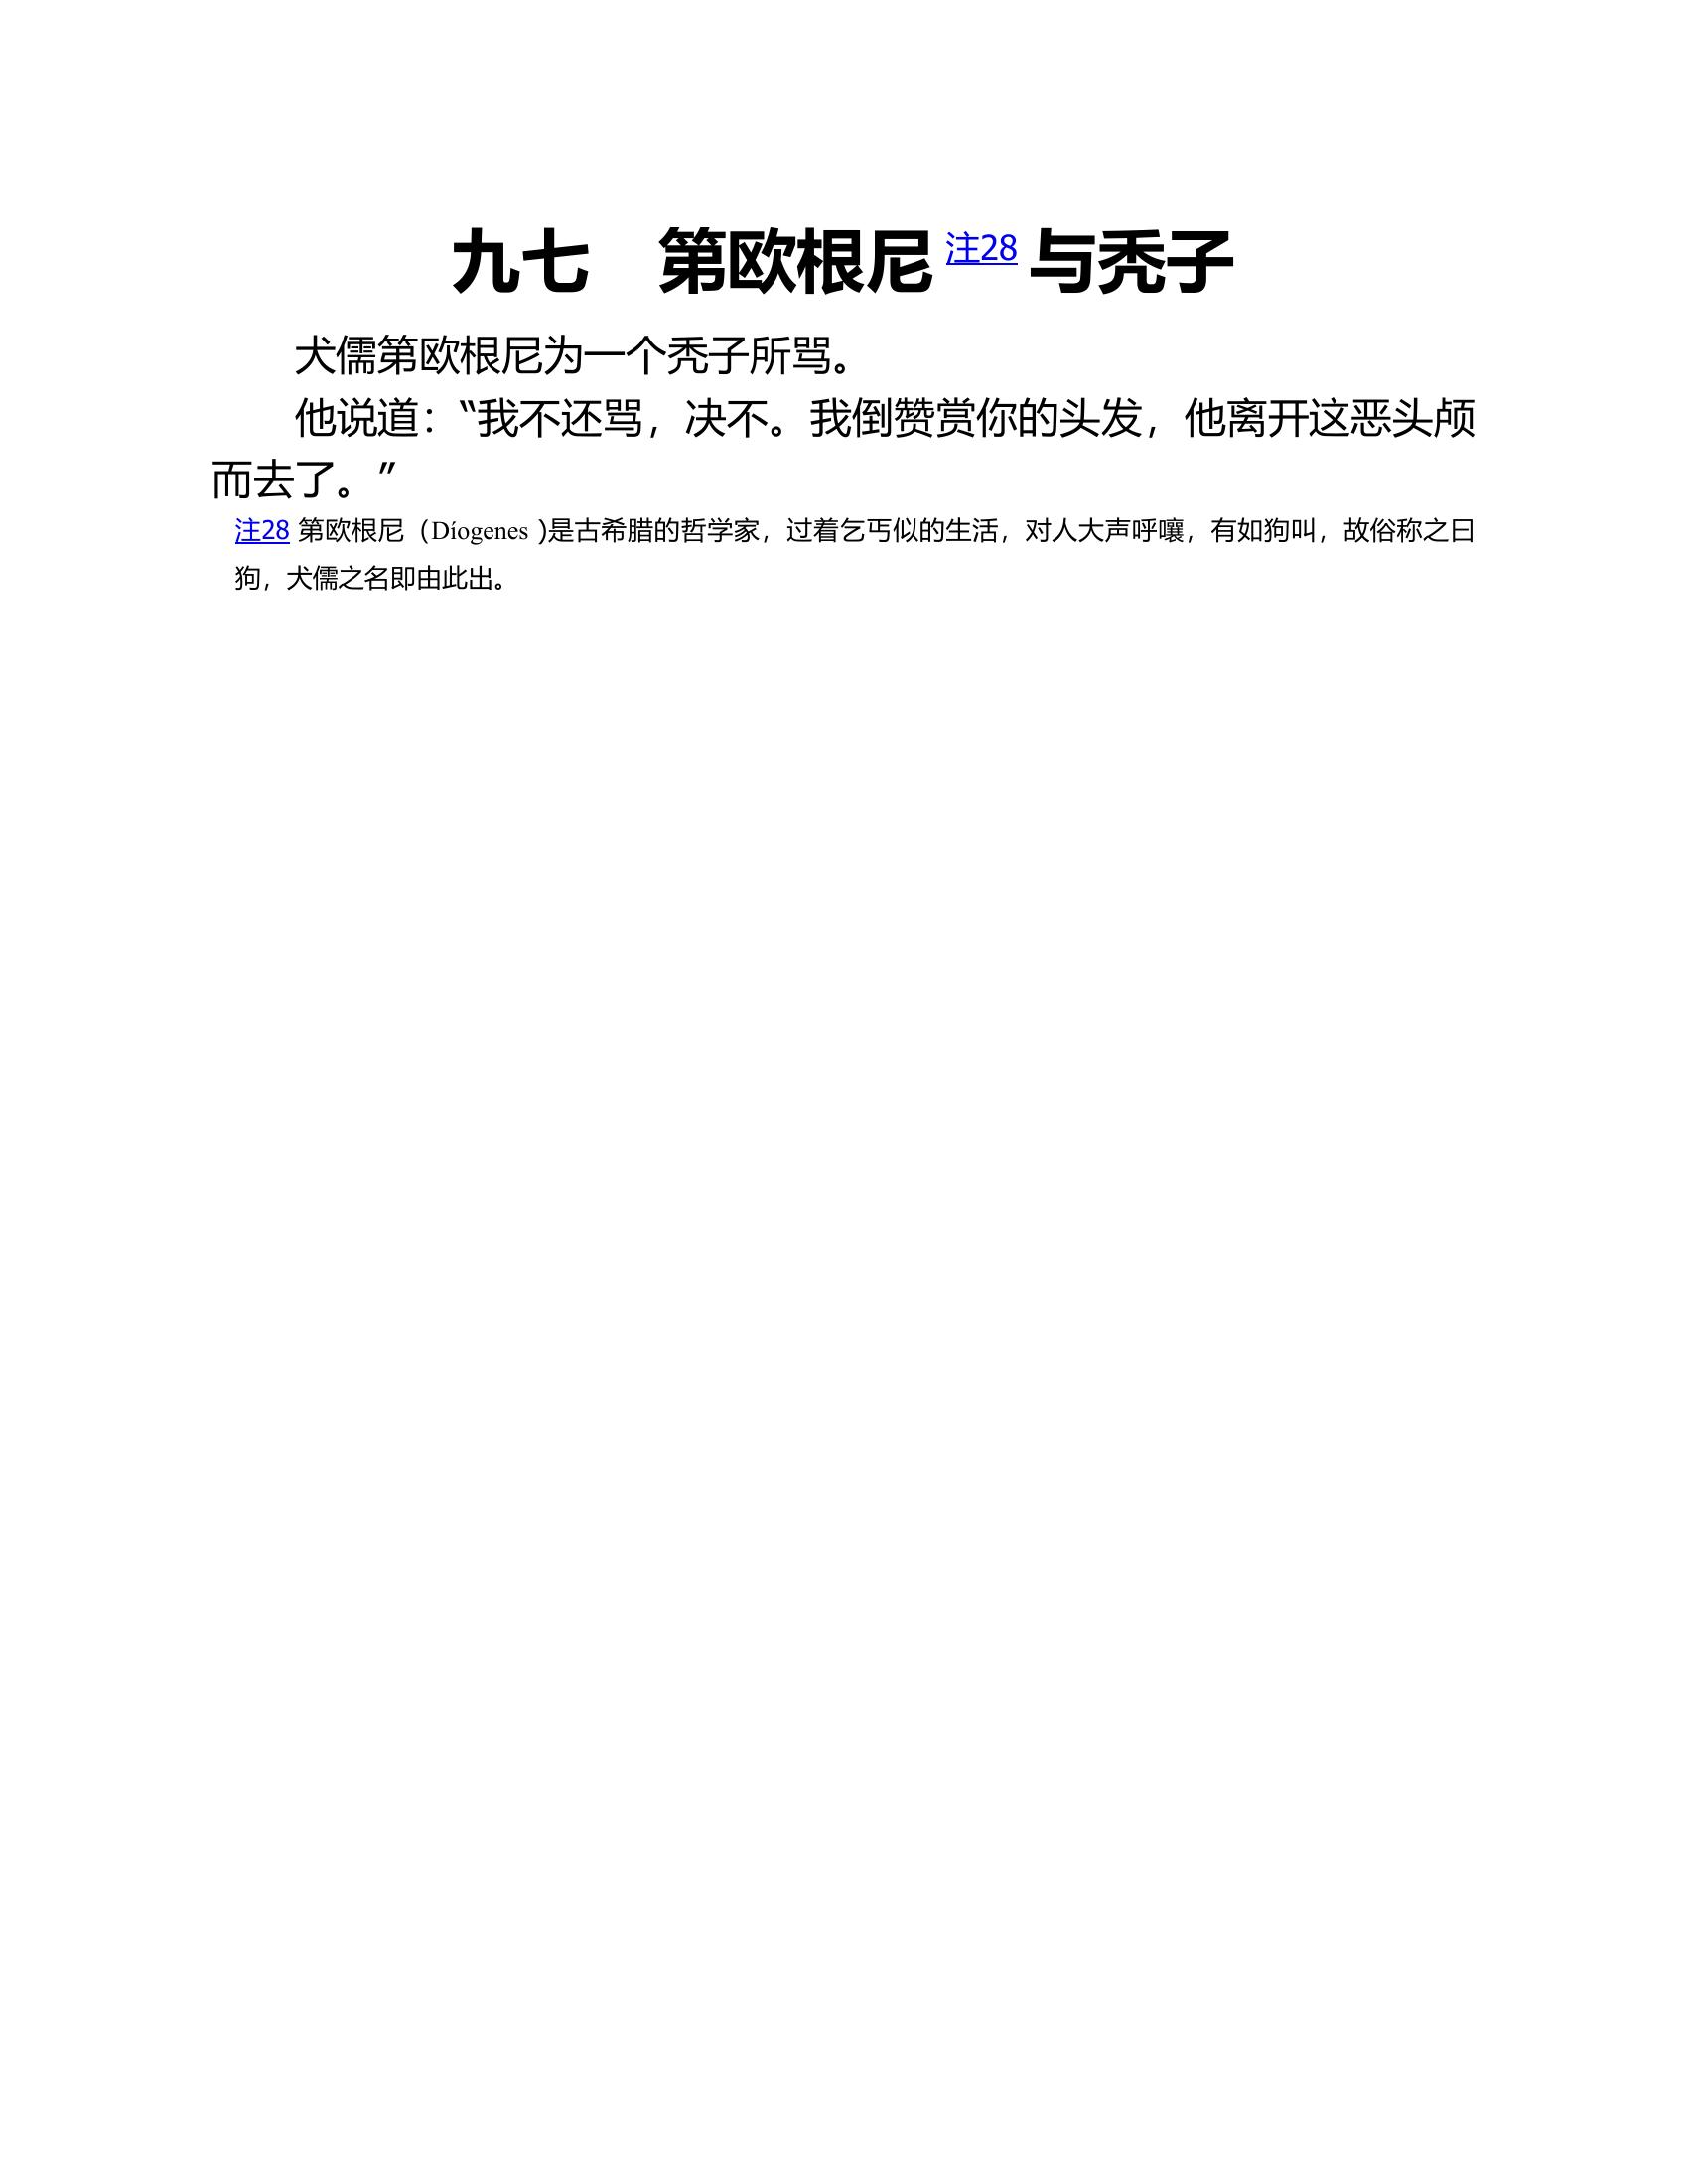 九七　第欧根尼 注28 与秃子
犬儒第欧根尼为一个秃子所骂。
他说道：“我不还骂，决不。我倒赞赏你的头发，他离开这恶头颅
而去了。”
注28 第欧根尼（Díogenes ）是古希腊的哲学家，过着乞丐似的生活，对人大声呼嚷，有如狗叫，故俗称之曰
狗，犬儒之名即由此出。